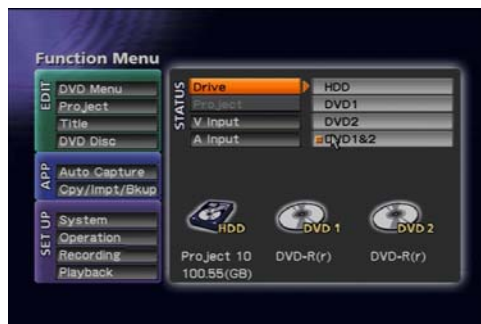 Function Menu
EDIT
DVD Menu
Project
Title
DVD Disc
APP
Auto Capture
Cpy/Impt/Bkup
SET UP
System
Operation
Recording
Playback
STATUS
Drive
Project
V Input
A Input
HDD
DVD1
DVD2
DVD1&2
HDD
DVD 1
DVD 2
Project 10
100.55(GB)
DVD-R(r)
DVD-R(r)